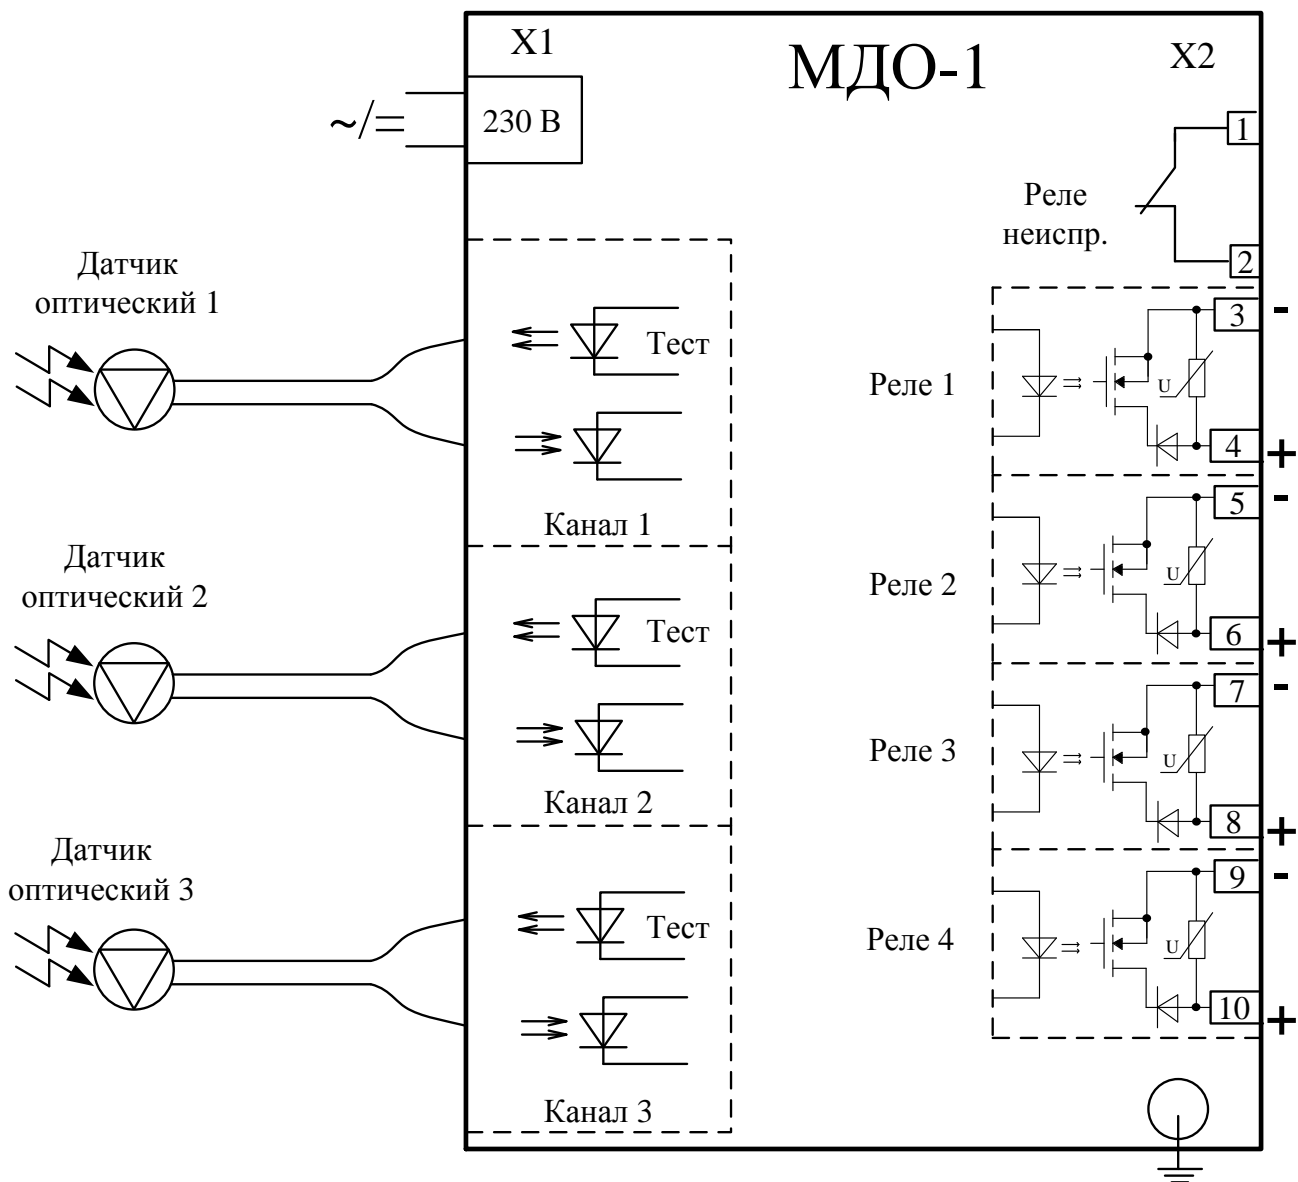 X1
МДО-1
X2
~/=
230 В
1
Реле
неиспр.
2
Датчик
оптический 1
Тест
Канал 1
Реле 1
U
3
-
4
+
Датчик
оптический 2
Тест
Канал 2
Реле 2
U
5
-
6
+
Реле 3
U
7
-
8
+
Датчик
оптический 3
Тест
Канал 3
Реле 4
U
9
-
10
+